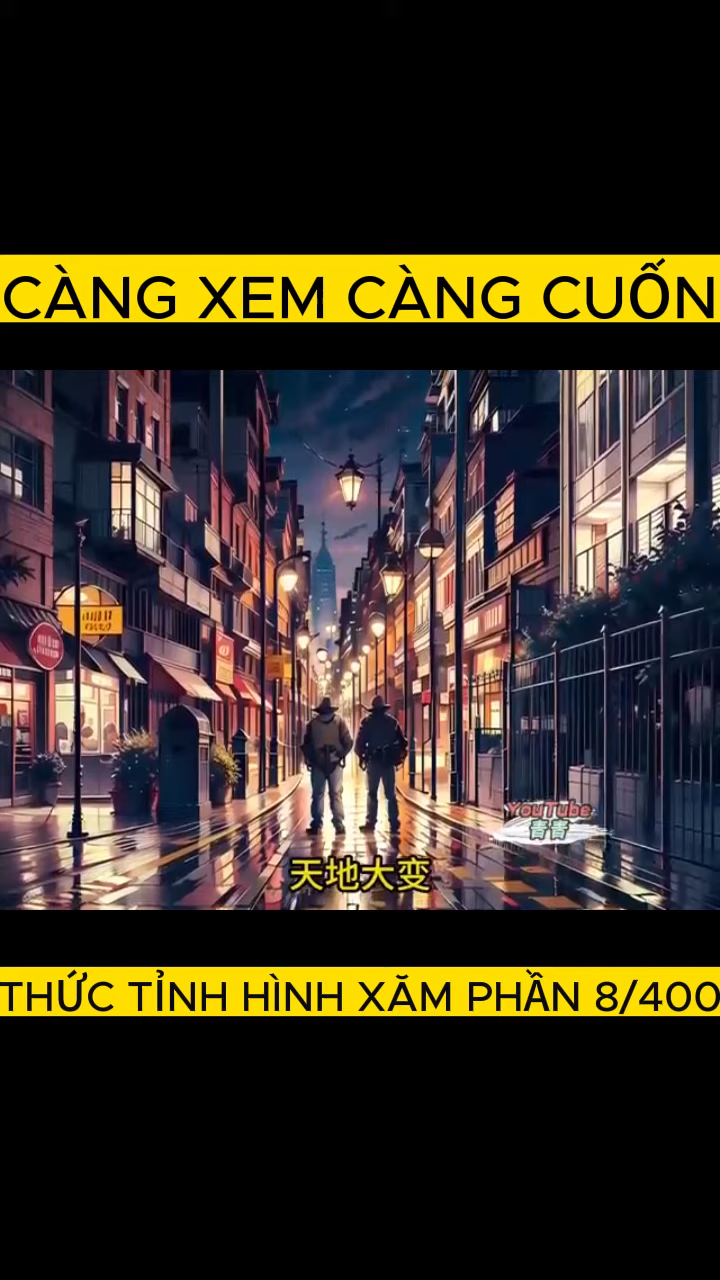 CÀNG XEM CÀNG CUỐN
YouTube
青青
天地大变
THỨC TỈNH HÌNH XĂM PHẦN 8/400